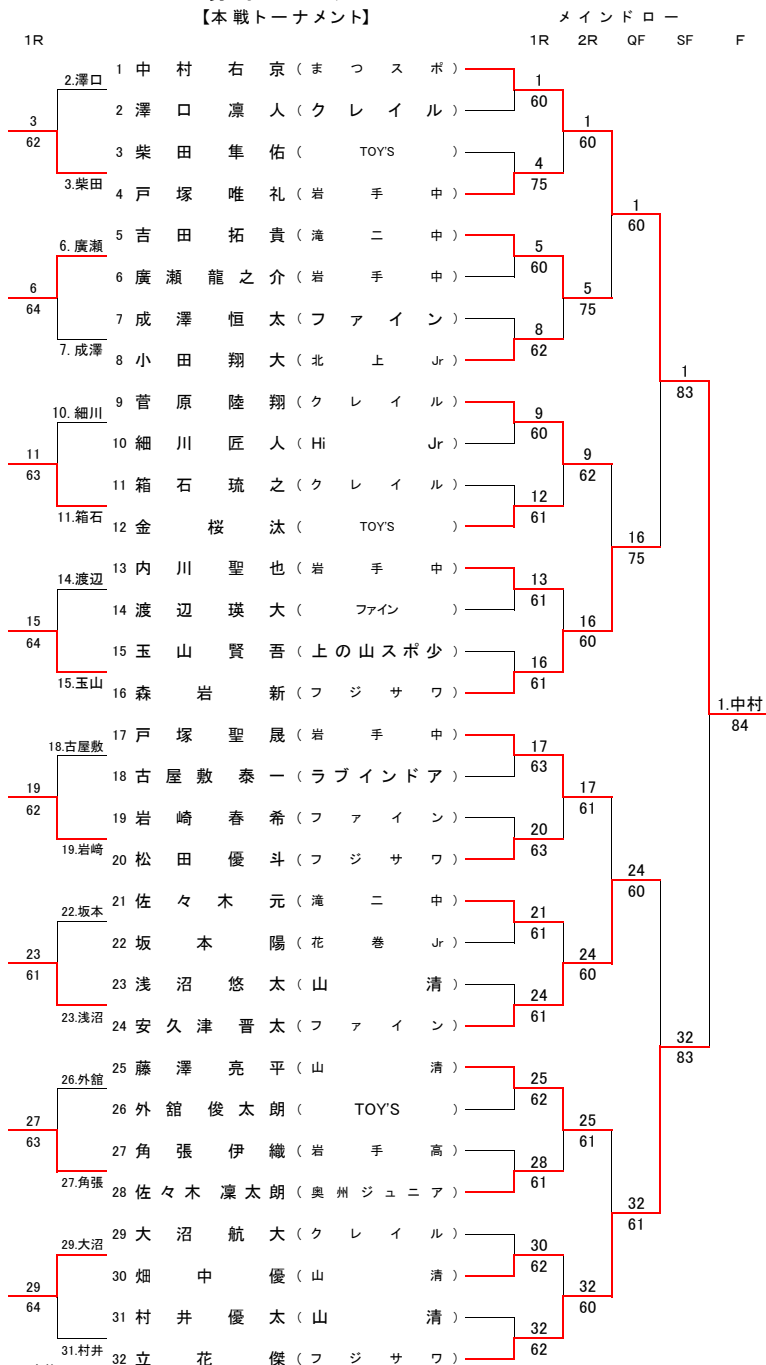 【本戦トーナメント】 メインドロー
1R 1R 2R QF SF F
1 中村右京 (まつスポ)
2.澤口 1
60
2 澤口凛人 (クレイル)
3
62 1
60
3 柴田隼佑 (TOY'S)
4
75
3.柴田
4 戸塚唯礼 (岩手中)
1
60
5 吉田拓貴 (滝二中)
6.廣瀬 5
60
6 廣瀬龍之介 (岩手中)
6
64 5
75
7 成澤恒太 (ファイン)
8
62
7.成澤
8 小田翔大 (北上Jr)
1
83
9 菅原陸翔 (クレイル)
10.細川 9
60
10 細川匠人 (Hi Jr)
11
63 9
62
11 箱石琉之 (クレイル)
12
61
11.箱石
12 金桜汰 (TOY'S)
16
75
13 内川聖也 (岩手中)
14.渡辺 13
61
14 渡辺瑛大 (ファイン)
15
64 16
60
15 玉山賢吾 (上の山スポ少)
16
61
15.玉山
16 森岩新 (フジサワ)
1.中村
84
17 戸塚聖晟 (岩手中)
18.古屋敷 17
63
18 古屋敷泰一 (ラブインドア)
19
62 17
61
19 岩崎春希 (ファイン)
20
63
19.岩﨑
20 松田優斗 (フジサワ)
24
60
21 佐々木元 (滝二中)
22.坂本 21
61
22 坂本陽 (花巻Jr)
23
61 24
60
23 浅沼悠太 (山清)
24
61
23.浅沼
24 安久津晋太 (ファイン)
32
83
25 藤澤亮平 (山清)
26.外舘 25
62
26 外舘俊太朗 (TOY'S)
27
63 25
61
27 角張伊織 (岩手高)
28
61
27.角張
28 佐々木凜太朗 (奥州ジュニア)
32
61
29 大沼航大 (クレイル)
29.大沼 30
62
30 畑中優 (山清)
29
64 32
60
31 村井優太 (山清)
32
62
31.村井
32 立花傑 (フジサワ)